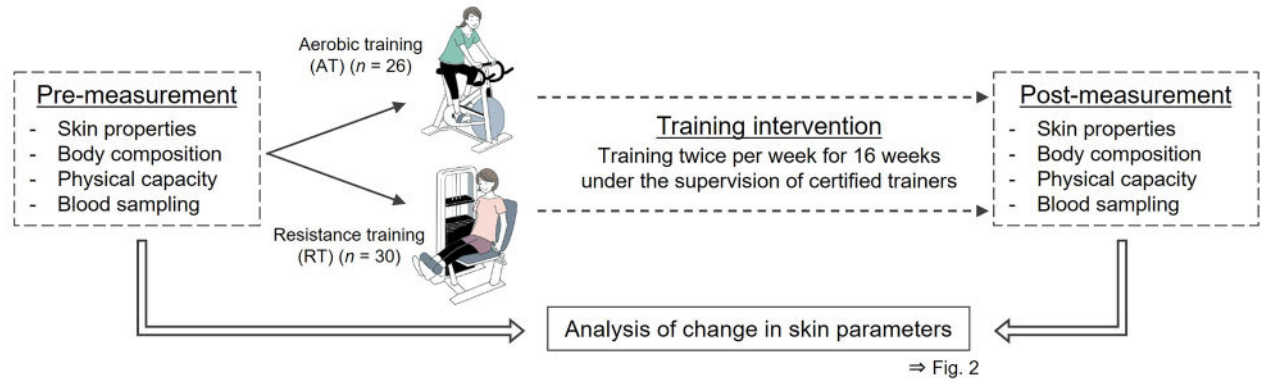 Pre-measurement
- Skin properties
- Body composition
- Physical capacity
- Blood sampling
Aerobic training
(AT) (n = 26)
Resistance training
(RT) (n = 30)
Training intervention
Training twice per week for 16 weeks
under the supervision of certified trainers
Post-measurement
- Skin properties
- Body composition
- Physical capacity
- Blood sampling
Analysis of change in skin parameters
⇒ Fig. 2